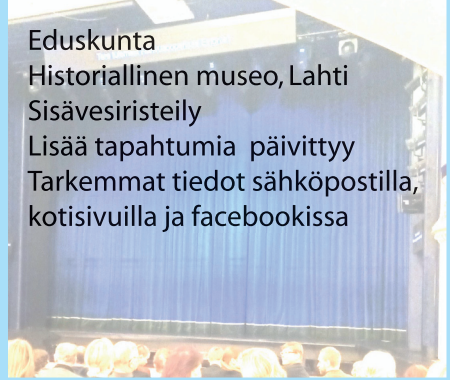 Eduskunta
Historiallinen museo, Lahti
Sisävesiristeily
Lisää tapahtumia  päivittyy
Tarkemmat tiedot sähköpostilla,
kotisivuilla ja facebookissa